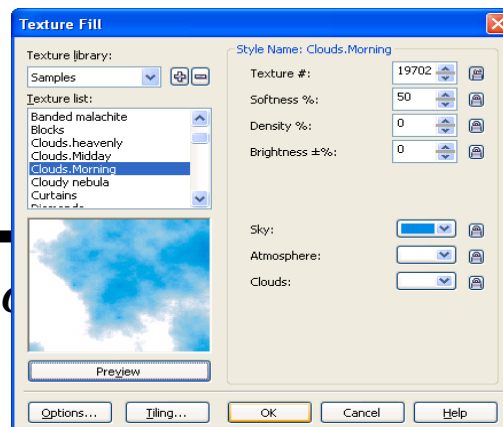 Texture Fill
Texture library:
Samples
Texture list:
Banded malachite
Blocks
Clouds.heavenly
Clouds.Midday
Clouds.Morning
Cloudy nebula
Curtains
Diamonds
Preview
Style Name: Clouds.Morning
Texture #: 19702
Softness %: 50
Density %: 0
Brightness ±%: 0
Sky:
Atmosphere:
Clouds:
Options... Tiling... OK Cancel Help